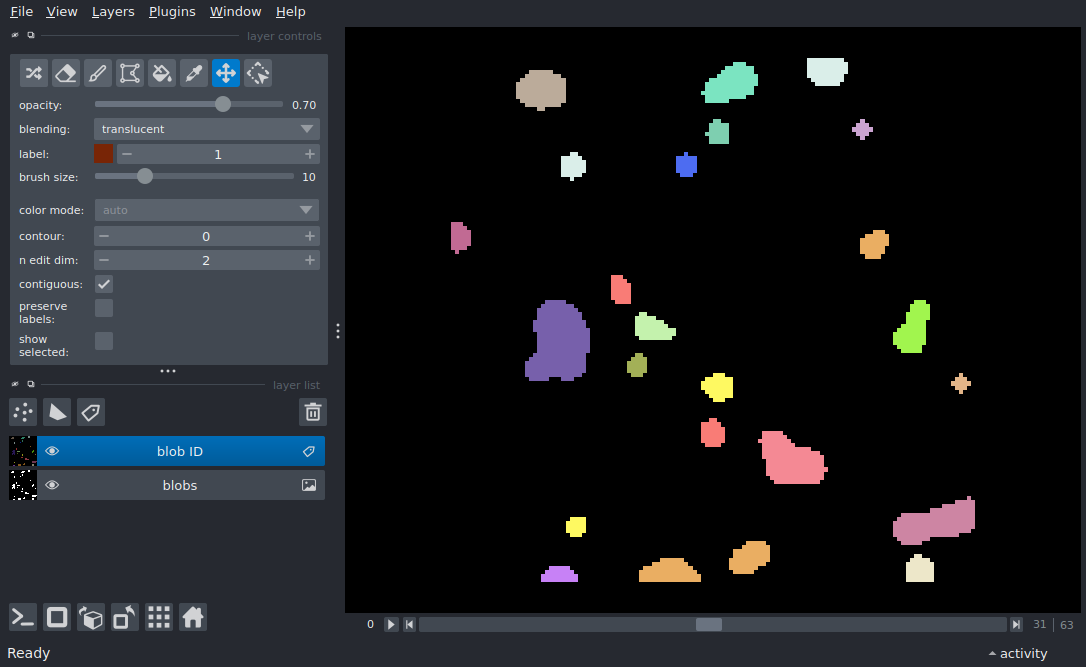 File View Layers Plugins Window Help
layer controls
opacity: 0.70
blending: translucent
label: 1
brush size: 10
color mode: auto
contour: 0
n edit dim: 2
contiguous:
preserve
labels:
show
selected:
layer list
blob ID
blobs
0 31 63
Ready activity